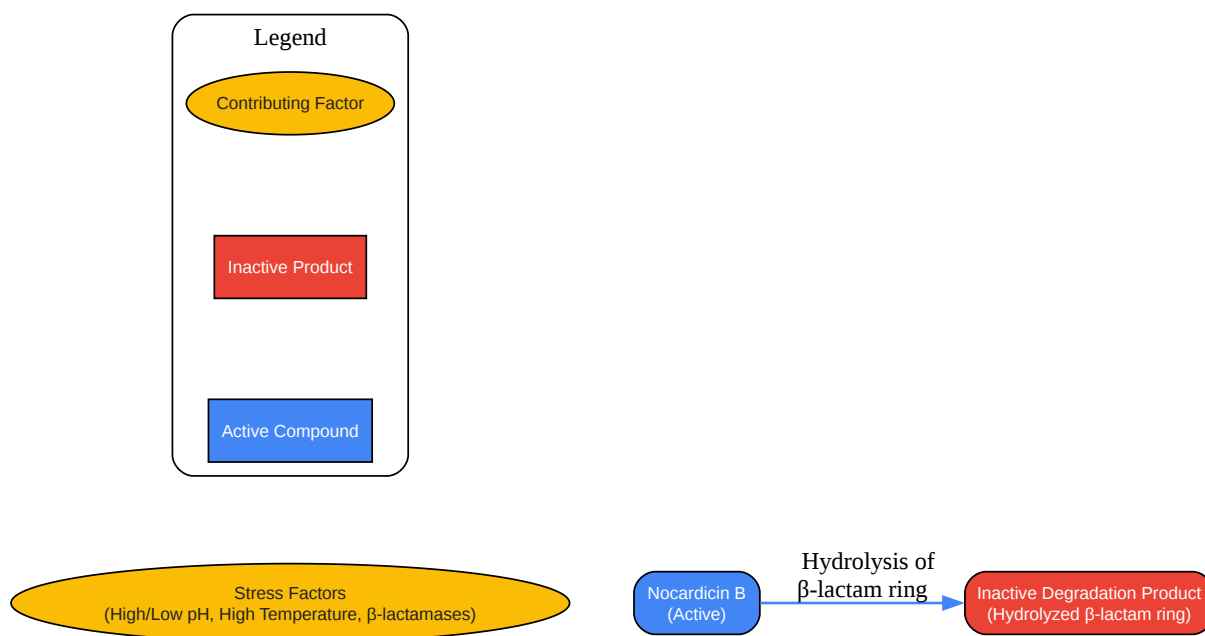 Legend
Contributing Factor
Inactive Product
Active Compound
Stress Factors
(High/Low pH, High Temperature, β-lactamases)
Nocardicin B
(Active)
Hydrolysis of
β-lactam ring
Inactive Degradation Product
(Hydrolyzed β-lactam ring)